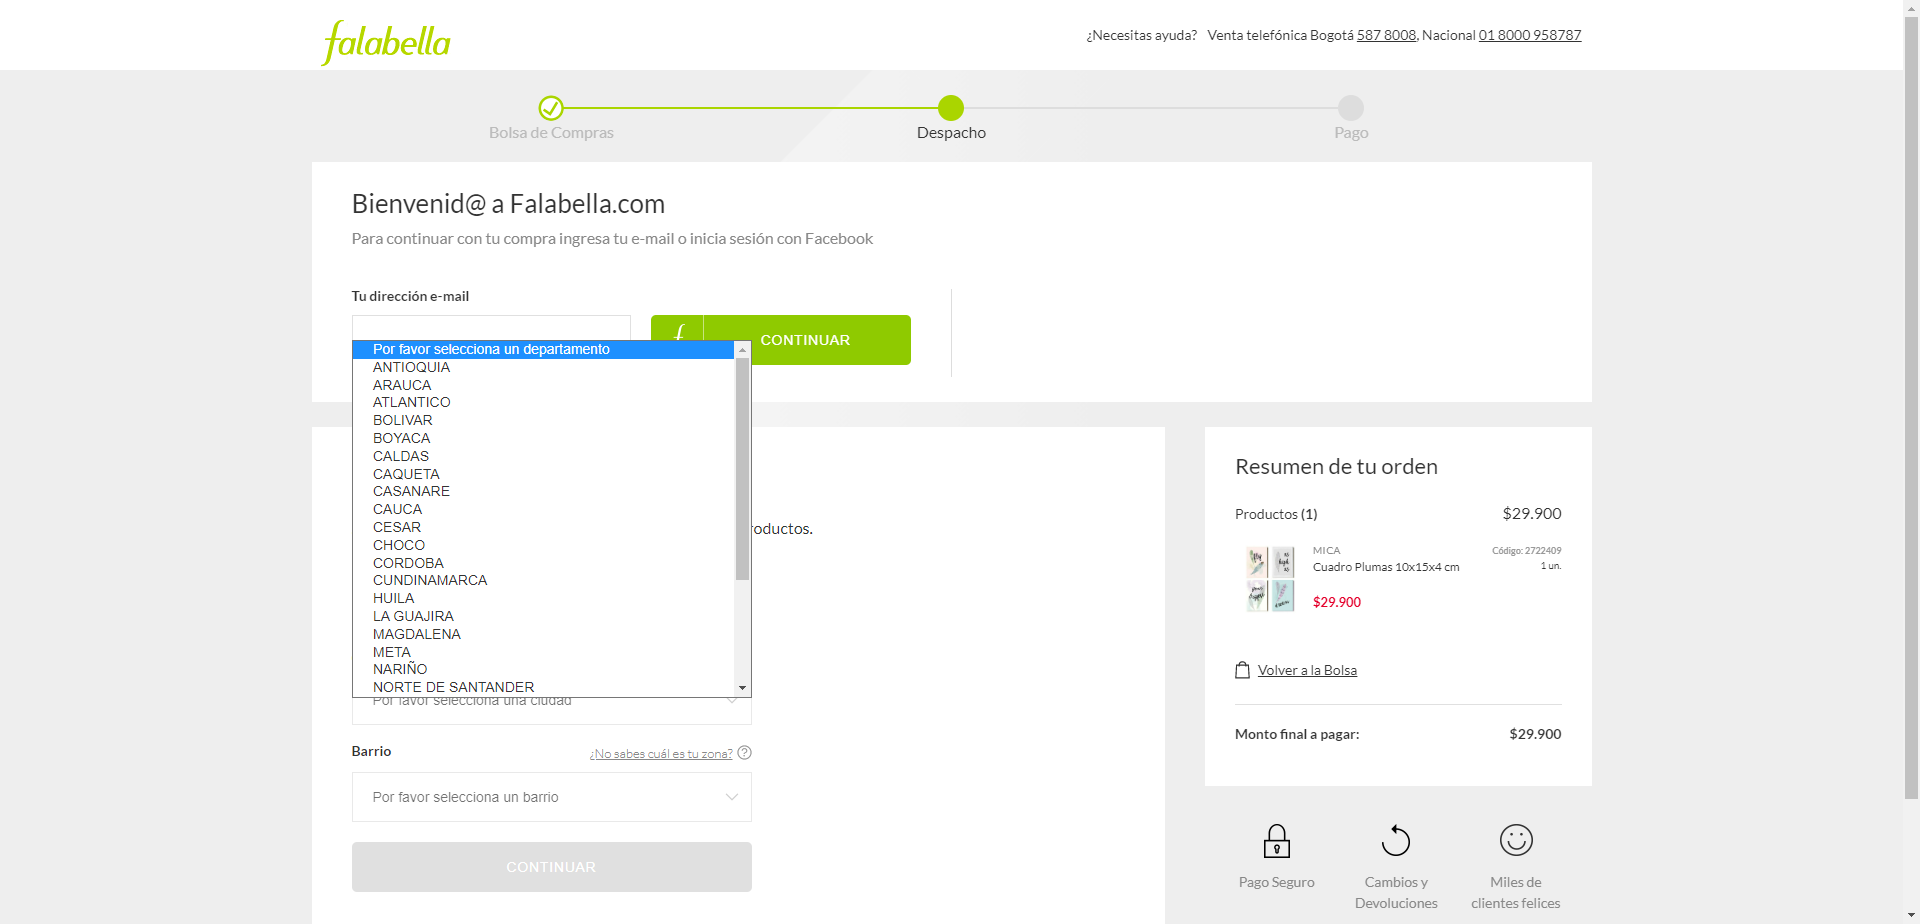 falabella
¿Necesitas ayuda? Venta telefónica Bogotá 587 8008, Nacional 01 8000 958787
Bolsa de Compras
Despacho
Pago
Bienvenid@ a Falabella.com
Para continuar con tu compra ingresa tu e-mail o inicia sesión con Facebook
Tu dirección e-mail
f
CONTINUAR
Por favor selecciona un departamento
ANTIOQUIA
ARAUCA
ATLANTICO
BOLIVAR
BOYACA
CALDAS
CAQUETA
CASANARE
CAUCA
CESAR
CHOCO
CORDOBA
CUNDINAMARCA
HUILA
LA GUAJIRA
MAGDALENA
META
NARIÑO
NORTE DE SANTANDER
oductos.
Por favor selecciona una ciudad
Barrio
¿No sabes cuál es tu zona? ?
Por favor selecciona un barrio
CONTINUAR
Resumen de tu orden
Productos (1) $29.900
MICA Código: 2722409
Cuadro Plumas 10x15x4 cm 1 un.
$29.900
Volver a la Bolsa
Monto final a pagar: $29.900
Pago Seguro
Cambios y
Devoluciones
Miles de
clientes felices